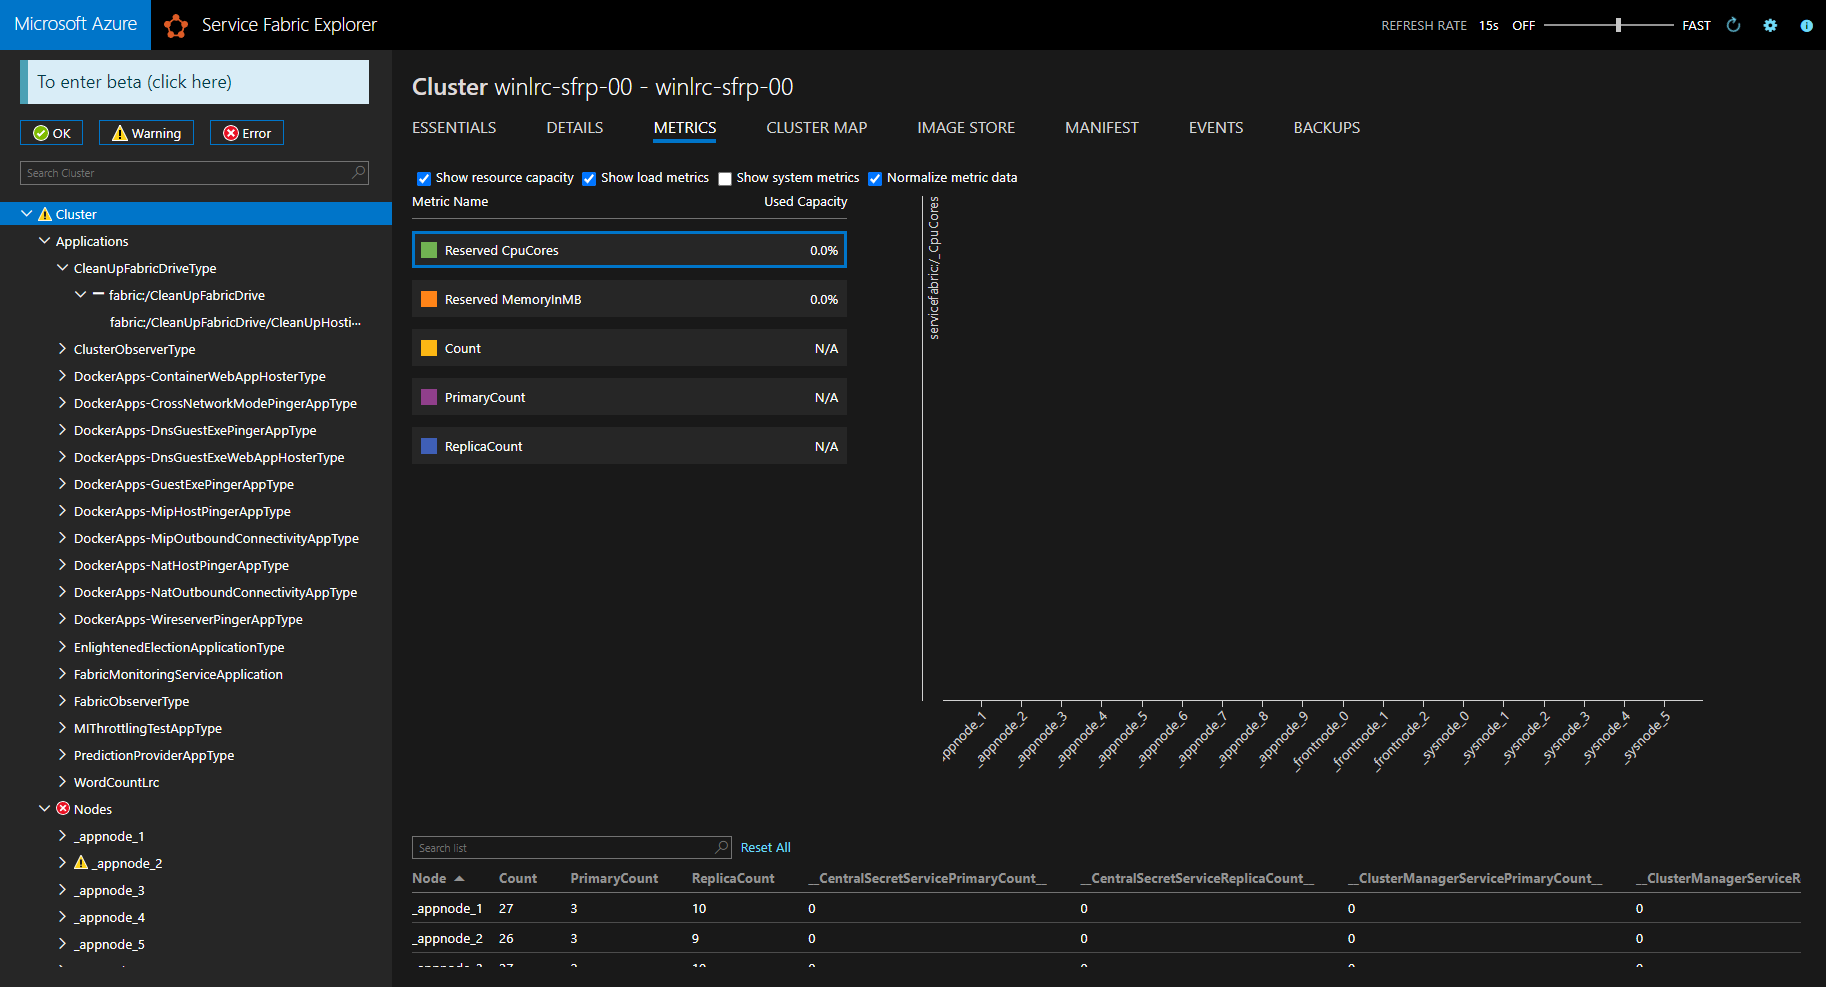 Microsoft Azure
Service Fabric Explorer
REFRESH RATE 15s OFF FAST
To enter beta (click here)
OK Warning Error
Search Cluster
Cluster
Applications
CleanUpFabricDriveType
fabric:/CleanUpFabricDrive
fabric:/CleanUpFabricDrive/CleanUpHosti...
ClusterObserverType
DockerApps-ContainerWebAppHosterType
DockerApps-CrossNetworkModePingerAppType
DockerApps-DnsGuestExePingerAppType
DockerApps-DnsGuestExeWebAppHosterType
DockerApps-GuestExePingerAppType
DockerApps-MipHostPingerAppType
DockerApps-MipOutboundConnectivityAppType
DockerApps-NatHostPingerAppType
DockerApps-NatOutboundConnectivityAppType
DockerApps-WireserverPingerAppType
EnlightenedElectionApplicationType
FabricMonitoringServiceApplication
FabricObserverType
MIThrottlingTestAppType
PredictionProviderAppType
WordCountLrc
Nodes
_appnode_1
_appnode_2
_appnode_3
_appnode_4
_appnode_5
Cluster winlrc-sfrp-00 - winlrc-sfrp-00
ESSENTIALS DETAILS METRICS CLUSTER MAP IMAGE STORE MANIFEST EVENTS BACKUPS
Show resource capacity Show load metrics Show system metrics Normalize metric data
Metric Name Used Capacity
Reserved CpuCores 0.0%
Reserved MemoryInMB 0.0%
Count N/A
PrimaryCount N/A
ReplicaCount N/A
servicefabric:/_CpuCores
ppnode_1
_appnode_2
_appnode_3
_appnode_4
_appnode_5
_appnode_6
_appnode_7
_appnode_8
_appnode_9
_frontnode_0
_frontnode_1
_frontnode_2
_sysnode_0
_sysnode_1
_sysnode_2
_sysnode_3
_sysnode_4
_sysnode_5
Search list Reset All
Node Count PrimaryCount ReplicaCount __CentralSecretServicePrimaryCount__ __CentralSecretServiceReplicaCount__ __ClusterManagerServicePrimaryCount__ __ClusterManagerServiceR
_appnode_1 27 3 10 0 0 0 0
_appnode_2 26 3 9 0 0 0 0